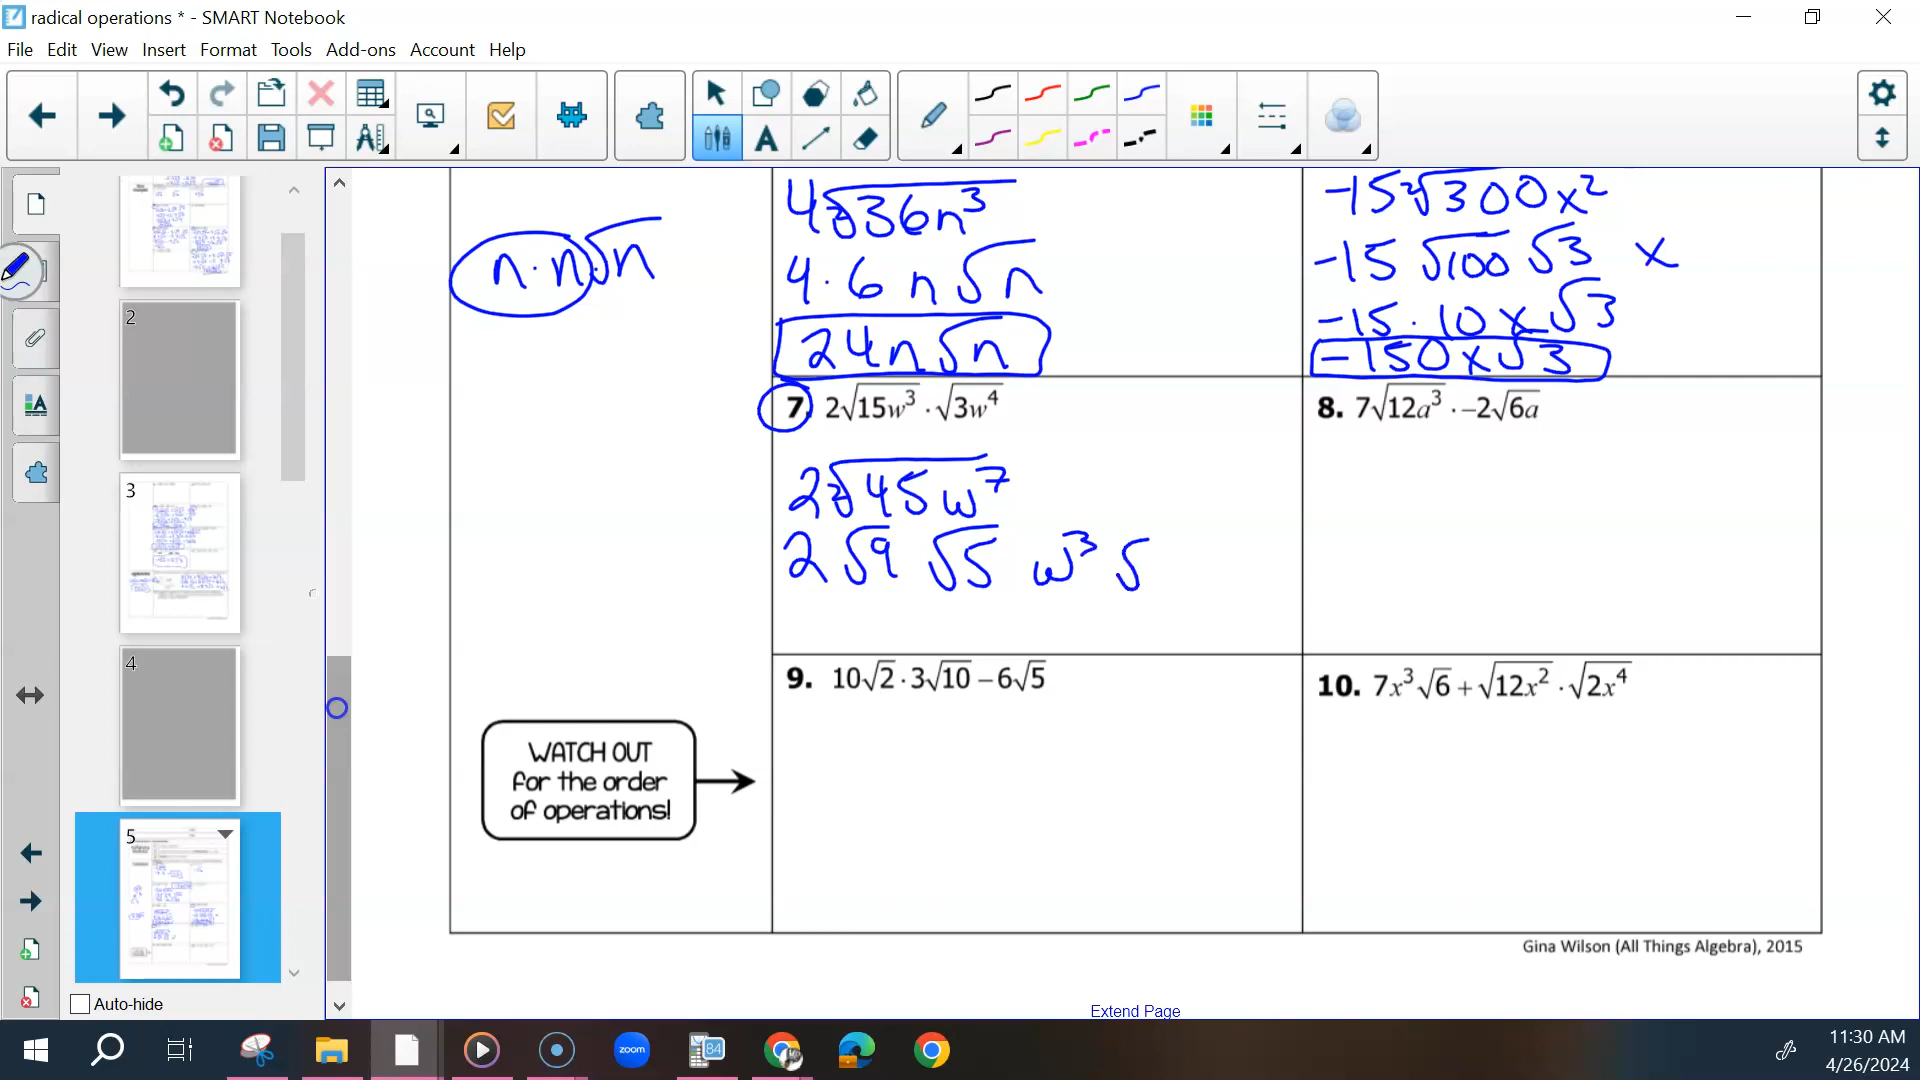 radical operations * - SMART Notebook
File Edit View Insert Format Tools Add-ons Account Help
2
3
4
5
Auto-hide
n·n√n
4√36n³
4·6 n√n
24n√n
-15√300x²
-15 √100 √3 x
-15·10x√3
-150x√3
7. 2√15w³ · √3w⁴
2√45w⁷
2 √9 √5 w³ √
8. 7√12a³ · −2√6a
9. 10√2 · 3√10 − 6√5
10. 7x³√6 + √12x² · √2x⁴
WATCH OUT
for the order
of operations!
Gina Wilson (All Things Algebra), 2015
Extend Page
zoom
84
11:30 AM
4/26/2024